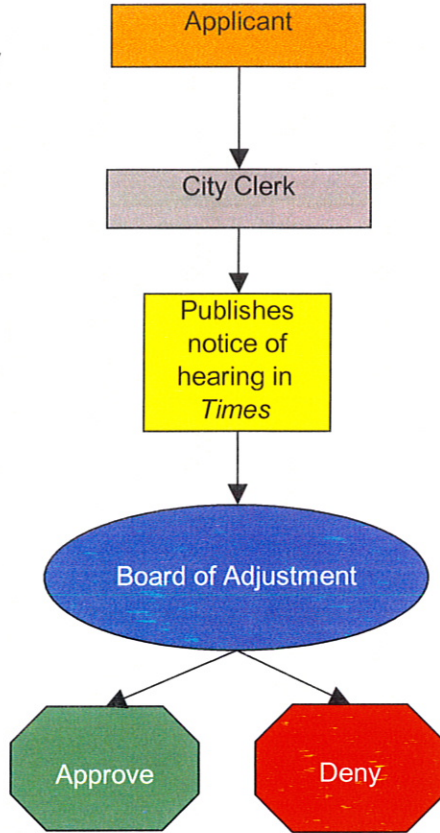 Applicant
City Clerk
Publishes
notice of
hearing in
Times
Board of Adjustment
Approve
Deny